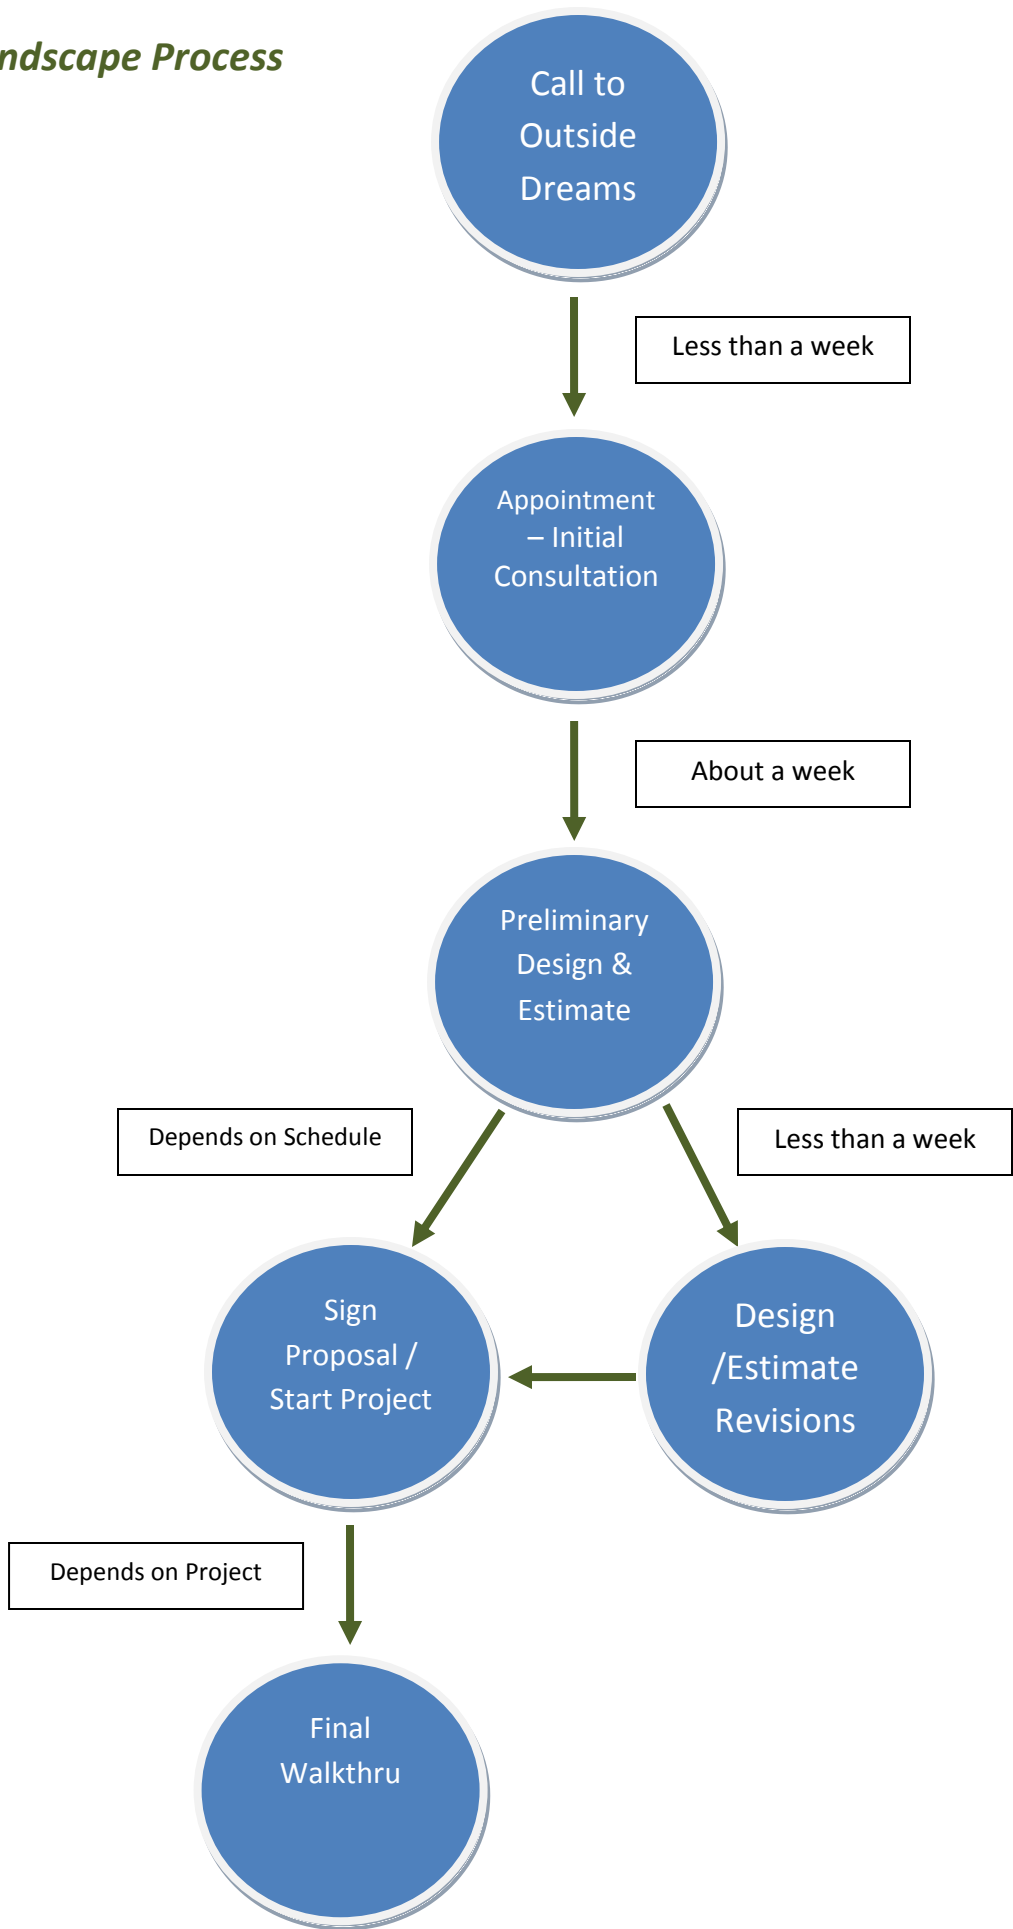 ndscape Process
Call to
Outside
Dreams
Less than a week
Appointment
– Initial
Consultation
About a week
Preliminary
Design &
Estimate
Depends on Schedule
Less than a week
Sign
Proposal /
Start Project
Design
/Estimate
Revisions
Depends on Project
Final
Walkthru